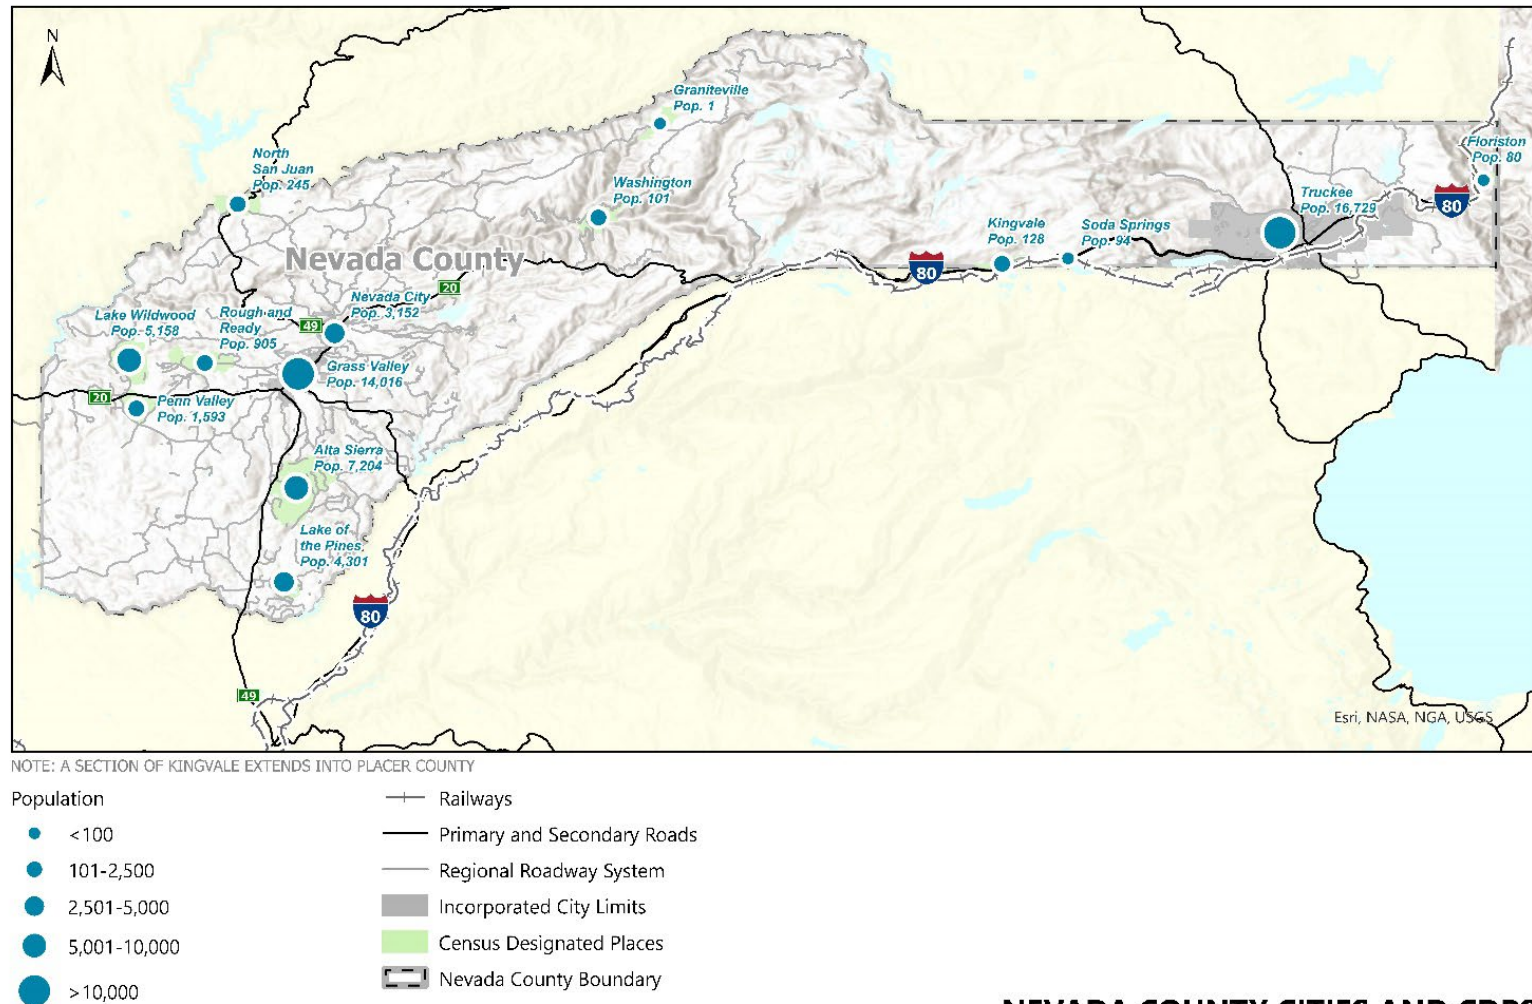 N
Graniteville
Pop. 1
North
San Juan
Pop. 245
Washington
Pop. 101
Floriston
Pop. 80
80
Truckee
Pop. 16,729
Kingvale
Pop. 128
Soda Springs
Pop. 94
80
Nevada County
20
Nevada City
Pop. 3,152
49
Lake Wildwood
Pop. 5,158
Rough and
Ready
Pop. 905
Grass Valley
Pop. 14,016
20
Penn Valley
Pop. 1,593
Alta Sierra
Pop. 7,204
Lake of
the Pines
Pop. 4,301
80
49
Esri, NASA, NGA, USGS
NOTE: A SECTION OF KINGVALE EXTENDS INTO PLACER COUNTY
Population
<100
101-2,500
2,501-5,000
5,001-10,000
>10,000
Railways
Primary and Secondary Roads
Regional Roadway System
Incorporated City Limits
Census Designated Places
Nevada County Boundary
NEVADA COUNTY CITIES AND CDPS